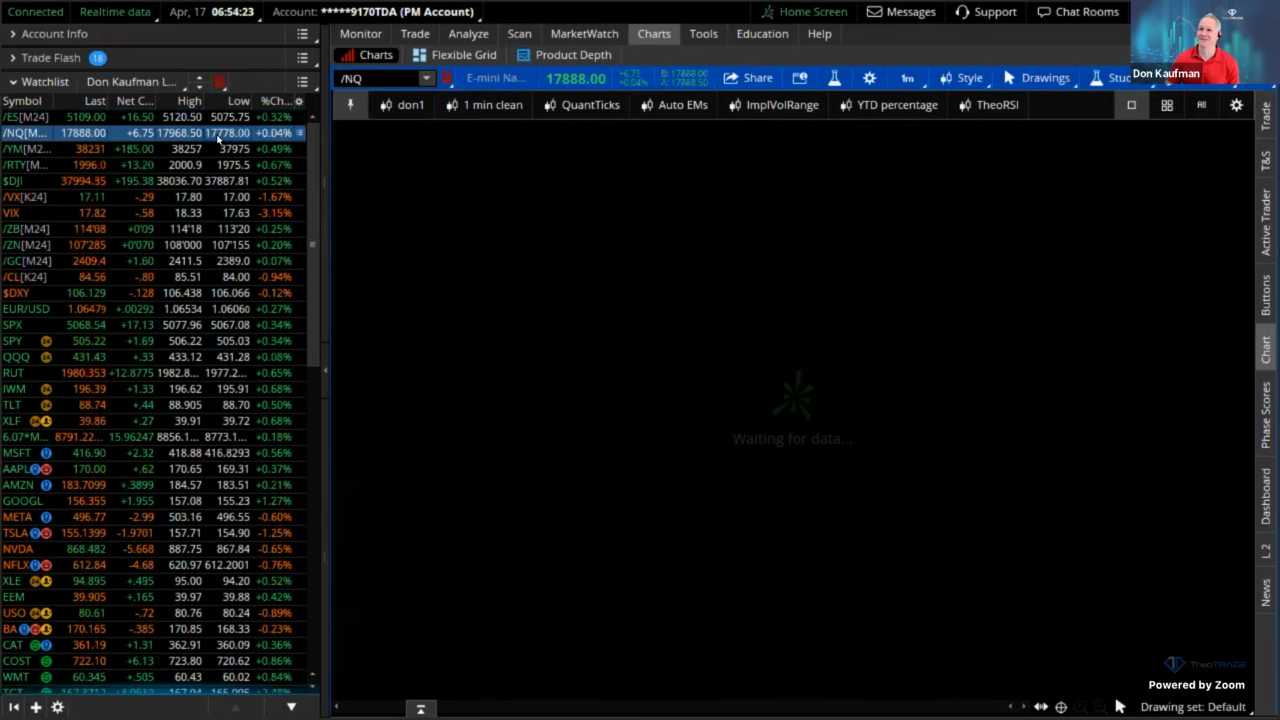 Connected Realtime data Apr, 17 06:54:23 Account: *****9170TDA (PM Account) Home Screen Messages Support Chat Rooms
Account Info
Monitor Trade Analyze Scan MarketWatch Charts Tools Education Help
Trade Flash 18
Charts Flexible Grid Product Depth
Don Kaufman
Watchlist Don Kaufman L...
/NQ E-mini Na... 17888.00 +6.75 +0.04% B: 17888.00 A: 17888.50 Share 1m Style Drawings Stud
Symbol Last Net C... High Low %Ch...
don1 1 min clean QuantTicks Auto EMs ImplVolRange YTD percentage TheoRSI All
/ES[M24] 5109.00 +16.50 5120.50 5075.75 +0.32%
/NQ[M... 17888.00 +6.75 17968.50 17778.00 +0.04%
/YM[M2... 38231 +185.00 38257 37975 +0.49%
/RTY[M... 1996.0 +13.20 2000.9 1975.5 +0.67%
$DJI 37994.35 +195.38 38036.70 37887.81 +0.52%
/VX[K24] 17.11 -.29 17.80 17.00 -1.67%
VIX 17.82 -.58 18.33 17.63 -3.15%
/ZB[M24] 114'08 +0'09 114'18 113'20 +0.25%
/ZN[M24] 107'285 +0'070 108'000 107'155 +0.20%
/GC[M24] 2409.4 +1.60 2411.5 2389.0 +0.07%
/CL[K24] 84.56 -.80 85.51 84.00 -0.94%
$DXY 106.129 -.128 106.438 106.066 -0.12%
EUR/USD 1.06479 +.00292 1.06534 1.06060 +0.27%
SPX 5068.54 +17.13 5077.96 5067.08 +0.34%
SPY 505.22 +1.69 506.22 505.03 +0.34%
QQQ 431.43 +.33 433.12 431.28 +0.08%
RUT 1980.353 +12.8775 1982.8... 1977.2... +0.65%
IWM 196.39 +1.33 196.62 195.91 +0.68%
TLT 88.74 +.44 88.905 88.70 +0.50%
XLF 39.86 +.27 39.91 39.72 +0.68%
6.07*M... 8791.22... 15.96247 8856.1... 8773.1... +0.18%
MSFT 416.90 +2.32 418.88 416.8293 +0.56%
AAPL 170.00 +.62 170.65 169.31 +0.37%
AMZN 183.7099 +.3899 184.57 183.51 +0.21%
GOOGL 156.355 +1.955 157.08 155.23 +1.27%
META 496.77 -2.99 503.16 496.55 -0.60%
TSLA 155.1399 -1.9701 157.71 154.90 -1.25%
NVDA 868.482 -5.668 887.75 867.84 -0.65%
NFLX 612.84 -4.68 620.97 612.2001 -0.76%
XLE 94.895 +.495 95.00 94.20 +0.52%
EEM 39.905 +.165 39.97 39.88 +0.42%
USO 80.61 -.72 80.76 80.24 -0.89%
BA 170.165 -.385 170.85 168.33 -0.23%
CAT 361.19 +1.31 362.91 360.09 +0.36%
COST 722.10 +6.13 723.80 720.62 +0.86%
WMT 60.345 +.505 60.43 60.02 +0.84%
Waiting for data...
Trade
T&S
Active Trader
Buttons
Chart
Phase Scores
Dashboard
L 2
News
TheoTRADE
Powered by Zoom
Drawing set: Default